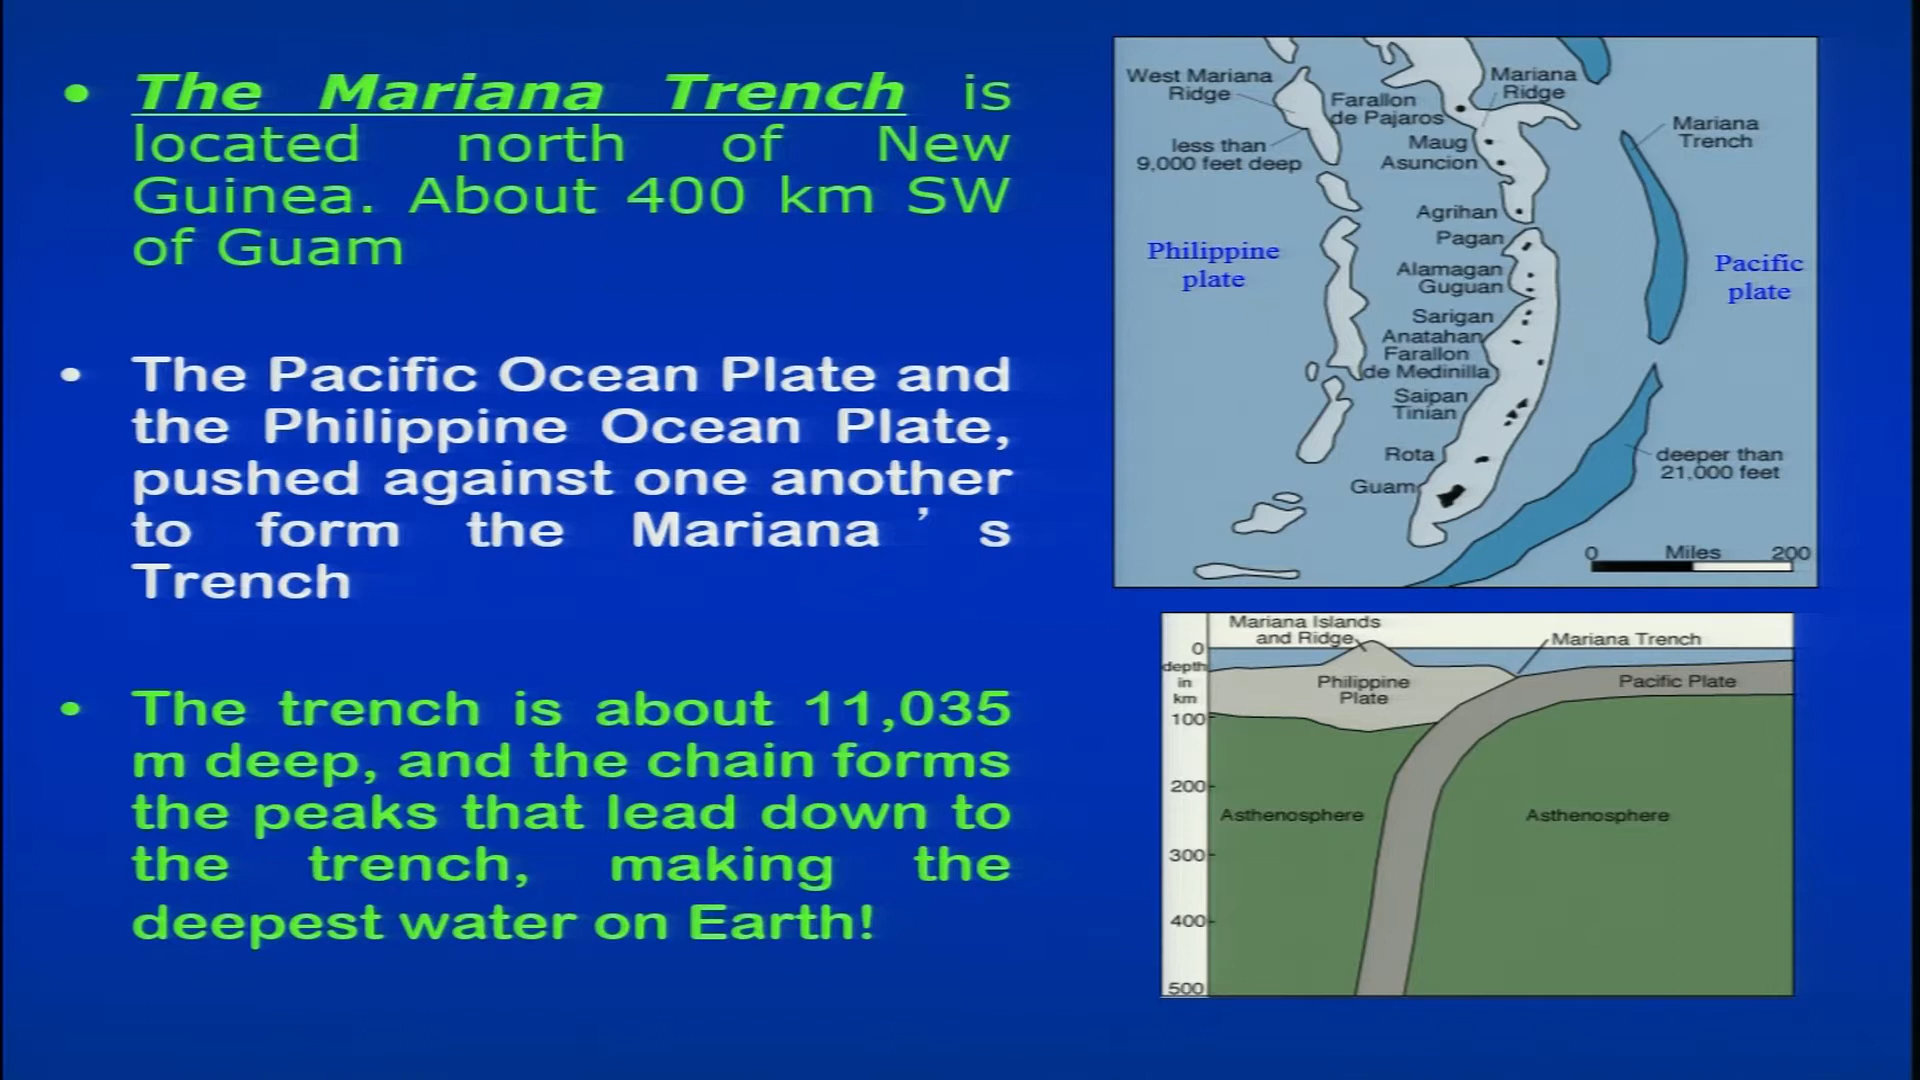 • The Mariana Trench is
located north of New
Guinea. About 400 km SW
of Guam
• The Pacific Ocean Plate and
the Philippine Ocean Plate,
pushed against one another
to form the Mariana ’ s
Trench
• The trench is about 11,035
m deep, and the chain forms
the peaks that lead down to
the trench, making the
deepest water on Earth!
West Mariana
Ridge
less than
9,000 feet deep
Farallon
de Pajaros
Mariana
Ridge
Maug
Asuncion
Mariana
Trench
Agrihan
Pagan
Philippine
plate
Alamagan
Guguan
Pacific
plate
Sarigan
Anatahan
Farallon
de Medinilla
Saipan
Tinian
Rota
deeper than
21,000 feet
Guam
0 Miles 200
Mariana Islands
and Ridge
Mariana Trench
0
depth
in
km
Philippine
Plate
Pacific Plate
100
200
Asthenosphere
Asthenosphere
300
400
500